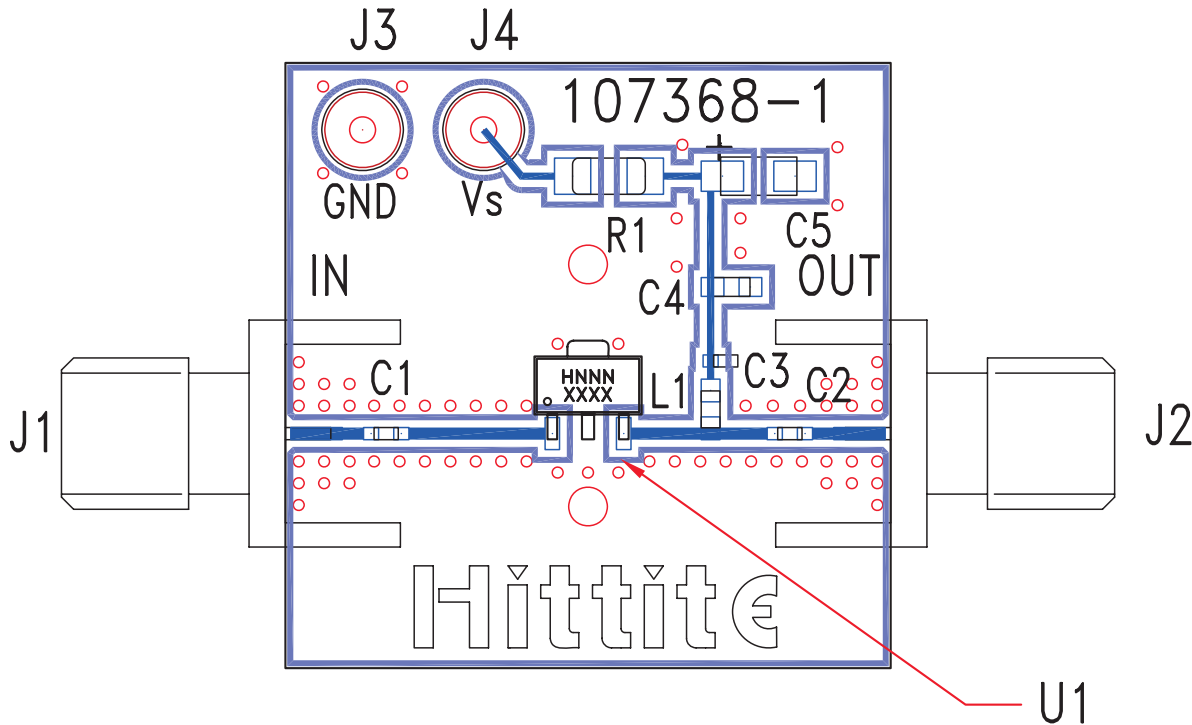 J3 J4
107368-1
GND Vs
R1 C5
IN OUT
C4
C1 HNNN XXXX L1 C3 C2
J1 J2
Hittite
U1